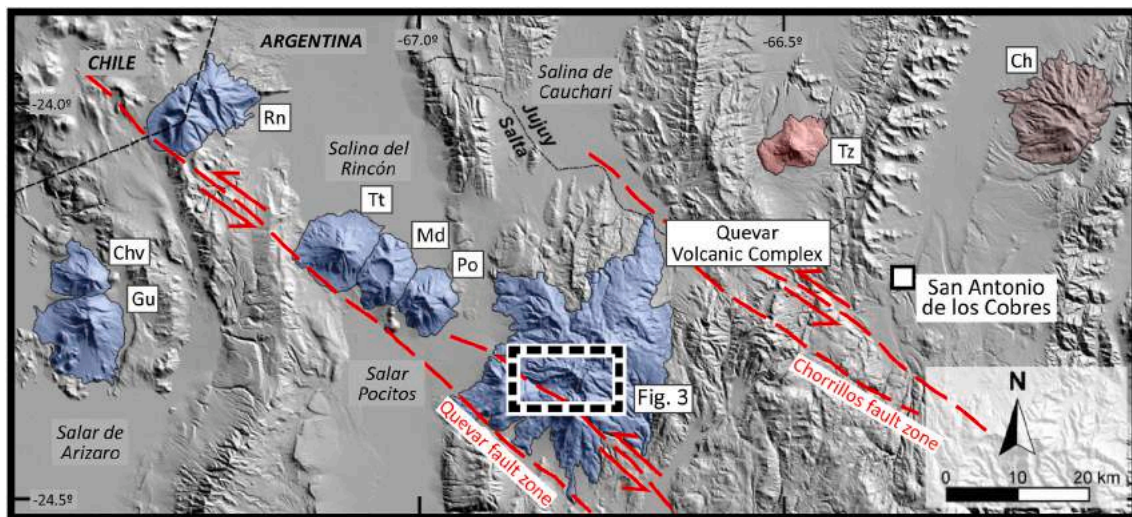 CHILE
ARGENTINA
-67.0º
-66.5º
Ch
-24.0º
Rn
Salina de
Cauchari
Jujuy
Salta
Salina del
Rincón
Tz
Tt
Md
Po
Chv
Gu
Quevar
Volcanic Complex
San Antonio
de los Cobres
Salar
Pocitos
Fig. 3
Quevar fault zone
Chorrillos fault zone
Salar de
Arizaro
N
-24.5º
0
10
20 km